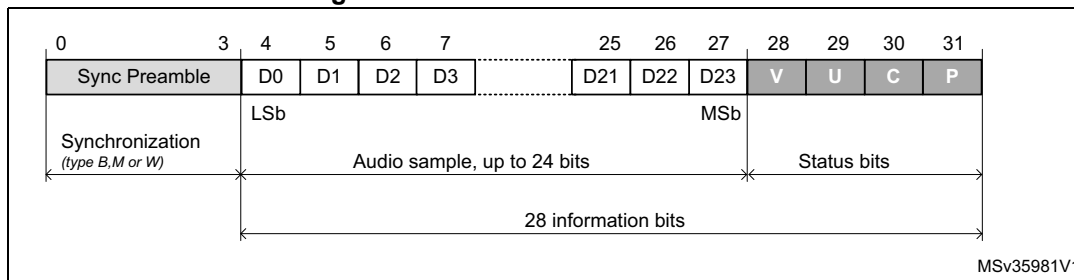 0 3 4 5 6 7 25 26 27 28 29 30 31
Sync Preamble D0 D1 D2 D3 D21 D22 D23 V U C P
LSb MSb
Synchronization
(type B,M or W) Audio sample, up to 24 bits Status bits
28 information bits
MSv35981V1